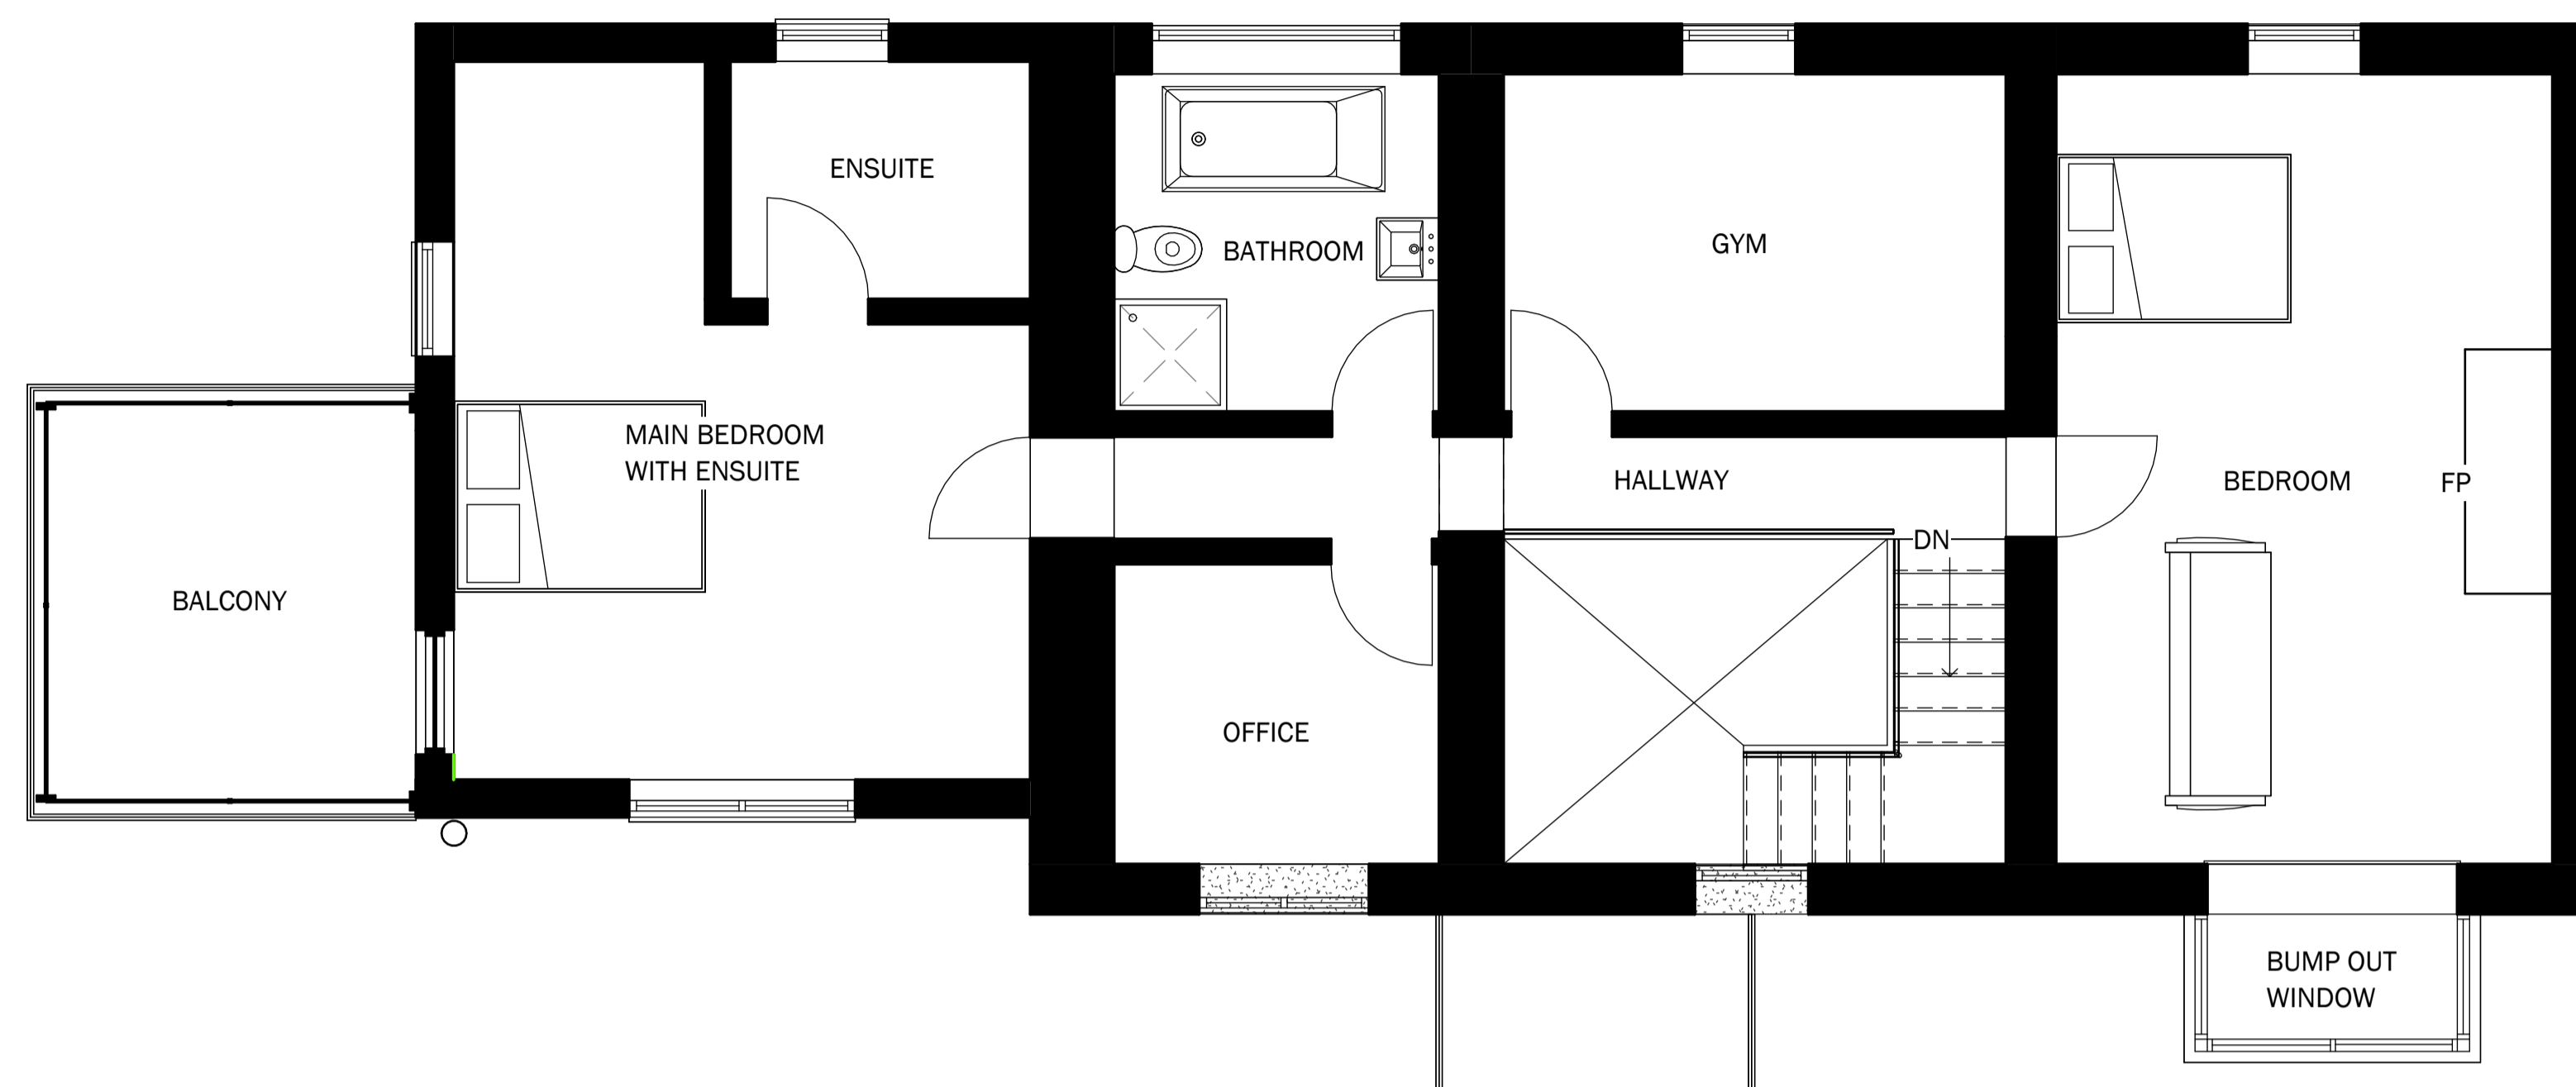 ENSUITE
BATHROOM
GYM
MAIN BEDROOM
WITH ENSUITE
HALLWAY
BEDROOM
FP
DN
BALCONY
OFFICE
BUMP OUT
WINDOW